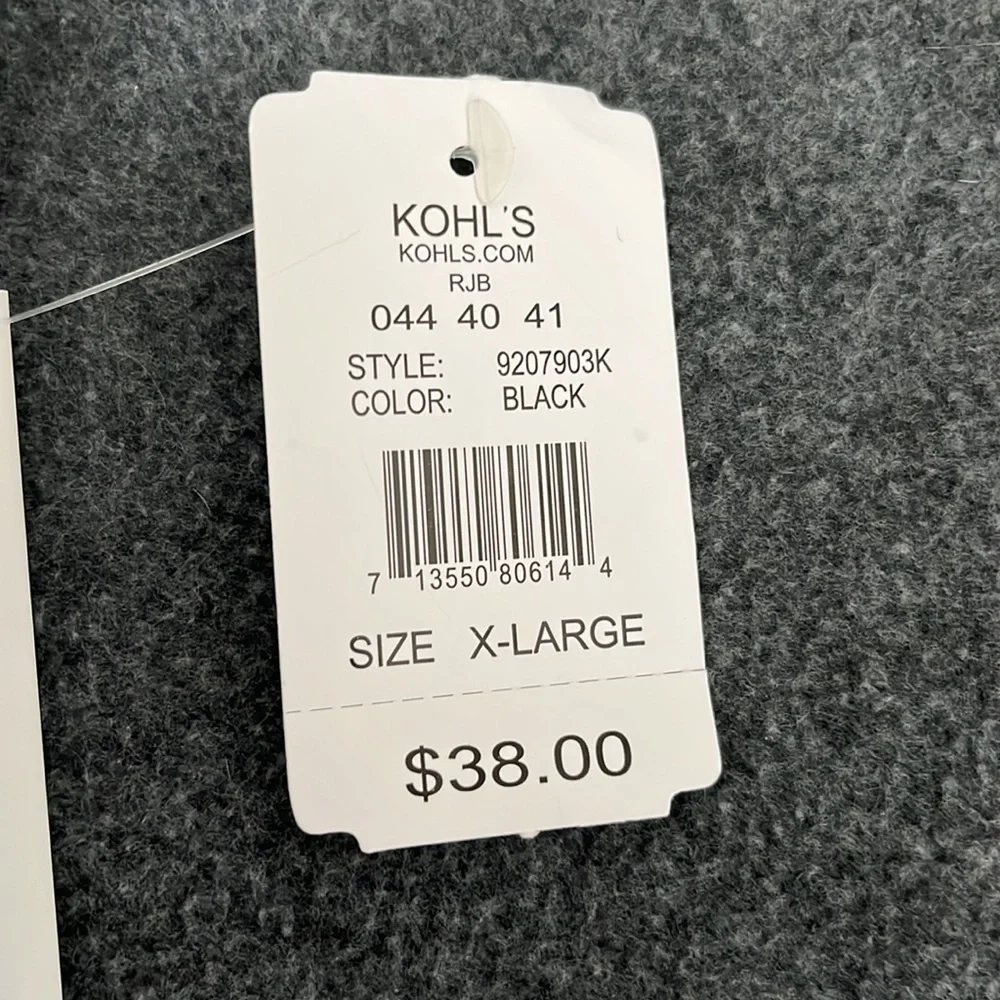 KOHL'S
KOHLS.COM
RJB
044 40 41
STYLE: 9207903K
COLOR: BLACK
7 13550 80614 4
SIZE X-LARGE
$38.00